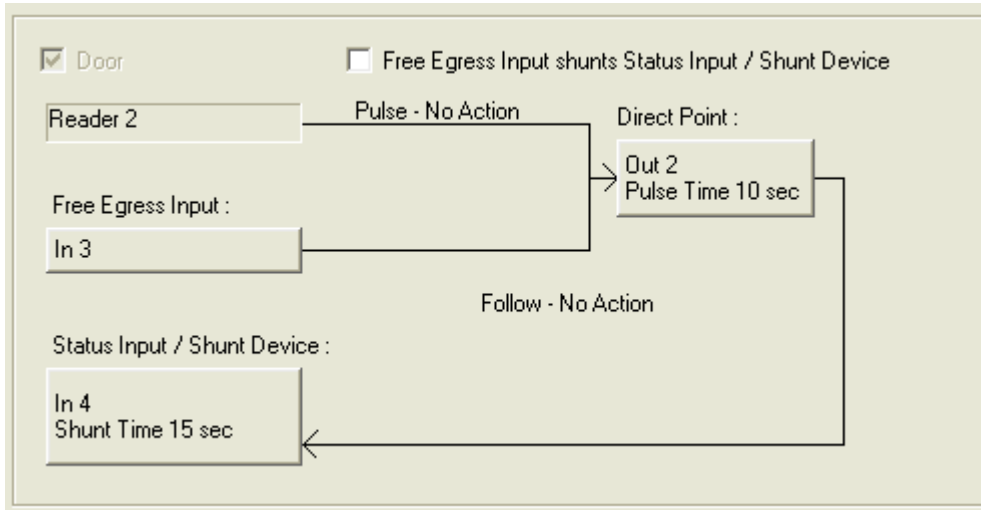 Door
Free Egress Input shunts Status Input / Shunt Device
Reader 2
Pulse - No Action
Direct Point :
Out 2
Pulse Time 10 sec
Free Egress Input :
In 3
Follow - No Action
Status Input / Shunt Device :
In 4
Shunt Time 15 sec